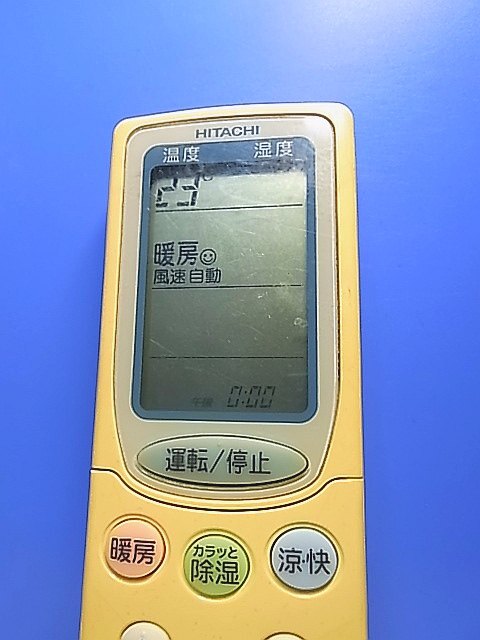 HITACHI
温度 湿度
23℃
暖房
風速自動
午後 0:00
運転/停止
暖房
カラッと
除湿
涼・快